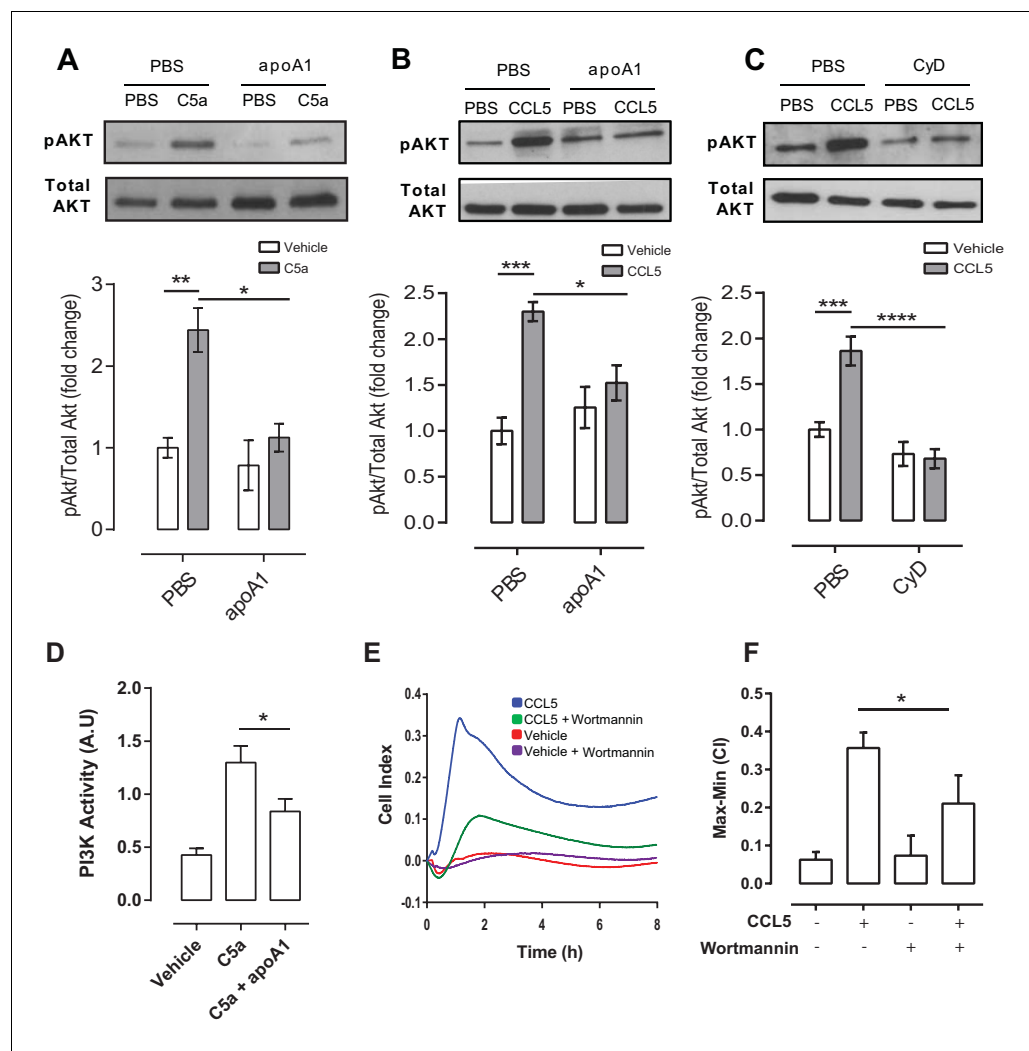 A
PBS
apoA1
PBS
C5a
PBS
C5a
pAKT
Total
AKT
Vehicle
C5a
pAkt/Total Akt (fold change)
3
2
1
0
**
*
PBS
apoA1
B
PBS
apoA1
PBS
CCL5
PBS
CCL5
pAKT
Total
AKT
Vehicle
CCL5
pAkt/Total Akt (fold change)
2.5
2.0
1.5
1.0
0.5
0.0
***
*
PBS
apoA1
C
PBS
CyD
PBS
CCL5
PBS
CCL5
pAKT
Total
AKT
Vehicle
CCL5
pAkt/Total Akt (fold change)
2.5
2.0
1.5
1.0
0.5
0.0
***
****
PBS
CyD
D
PI3K Activity (A.U)
2.0
1.5
1.0
0.5
0.0
*
Vehicle
C5a
C5a + apoA1
E
Cell Index
0.4
0.3
0.2
0.1
0.0
-0.1
CCL5
CCL5 + Wortmannin
Vehicle
Vehicle + Wortmannin
0 2 4 6 8
Time (h)
F
Max-Min (CI)
0.5
0.4
0.3
0.2
0.1
0.0
*
CCL5 - + - +
Wortmannin - - + +